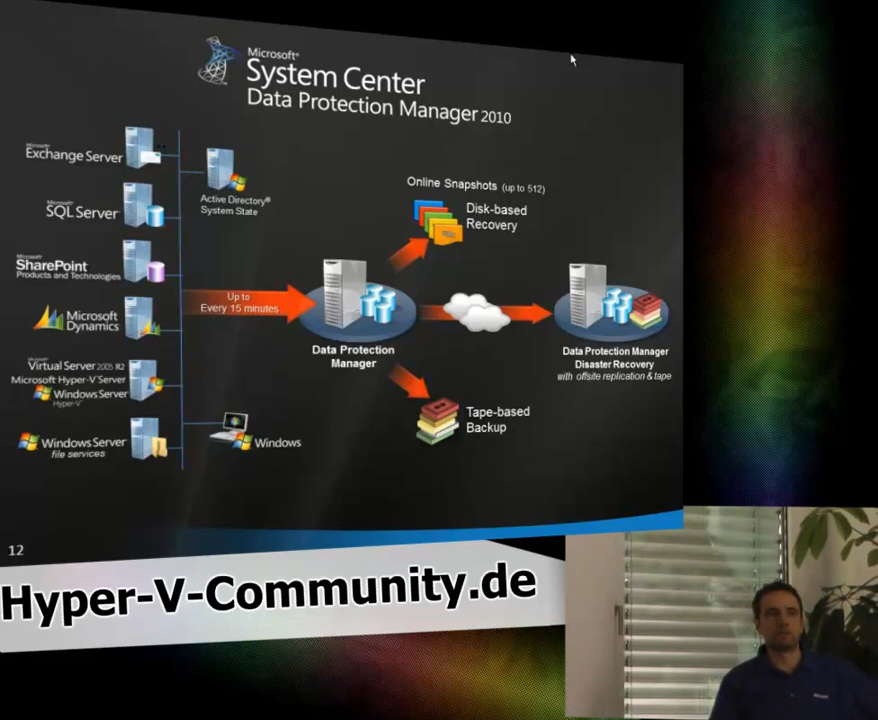 Microsoft®
System Center
Data Protection Manager 2010
Microsoft
Exchange Server
Active Directory®
System State
Microsoft
SQL Server
Microsoft
SharePoint
Products and Technologies
Microsoft
Dynamics
Virtual Server 2005 R2
Microsoft Hyper-V Server
Windows Server
Hyper-V
Windows Server
file services
Windows
Up to
Every 15 minutes
Data Protection
Manager
Online Snapshots (up to 512)
Disk-based
Recovery
Tape-based
Backup
Data Protection Manager
Disaster Recovery
with offsite replication & tape
12
Hyper-V-Community.de